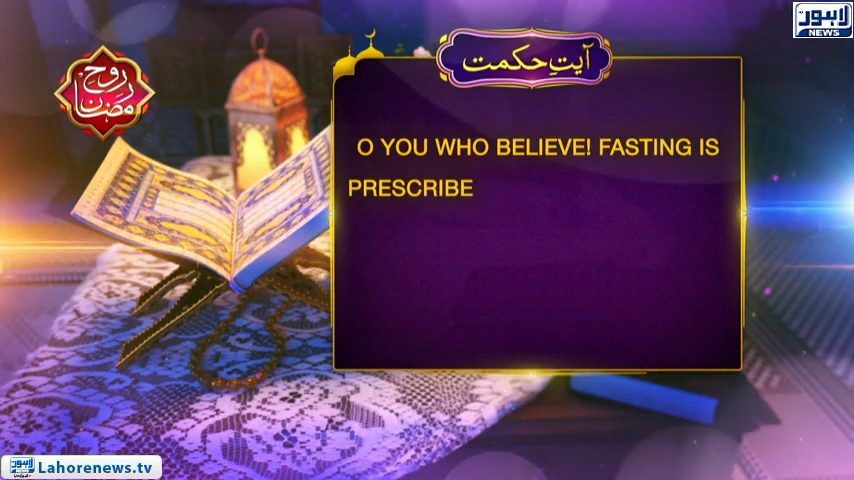 لاہور
NEWS
روحِ
رمضان
آیتِ حکمت
O YOU WHO BELIEVE! FASTING IS
PRESCRIBE
لاہور Lahorenews.tv